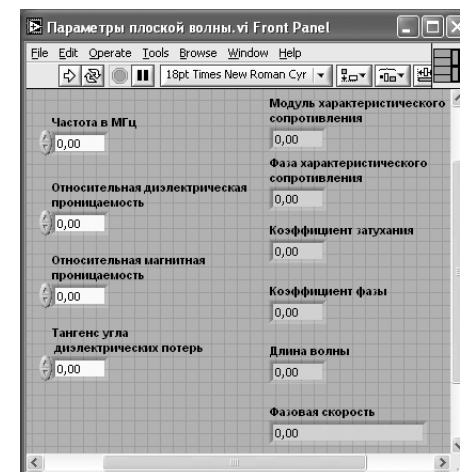 Параметры плоской волны.vi Front Panel
File Edit Operate Tools Browse Window Help
18pt Times New Roman Cyr
Частота в МГц
0,00
Относительная диэлектрическая
проницаемость
0,00
Относительная магнитная
проницаемость
0,00
Тангенс угла
диэлектрических потерь
0,00
Модуль характеристического
сопротивления
0,00
Фаза характеристического
сопротивления
0,00
Коэффициент затухания
0,00
Коэффициент фазы
0,00
Длина волны
0,00
Фазовая скорость
0,00